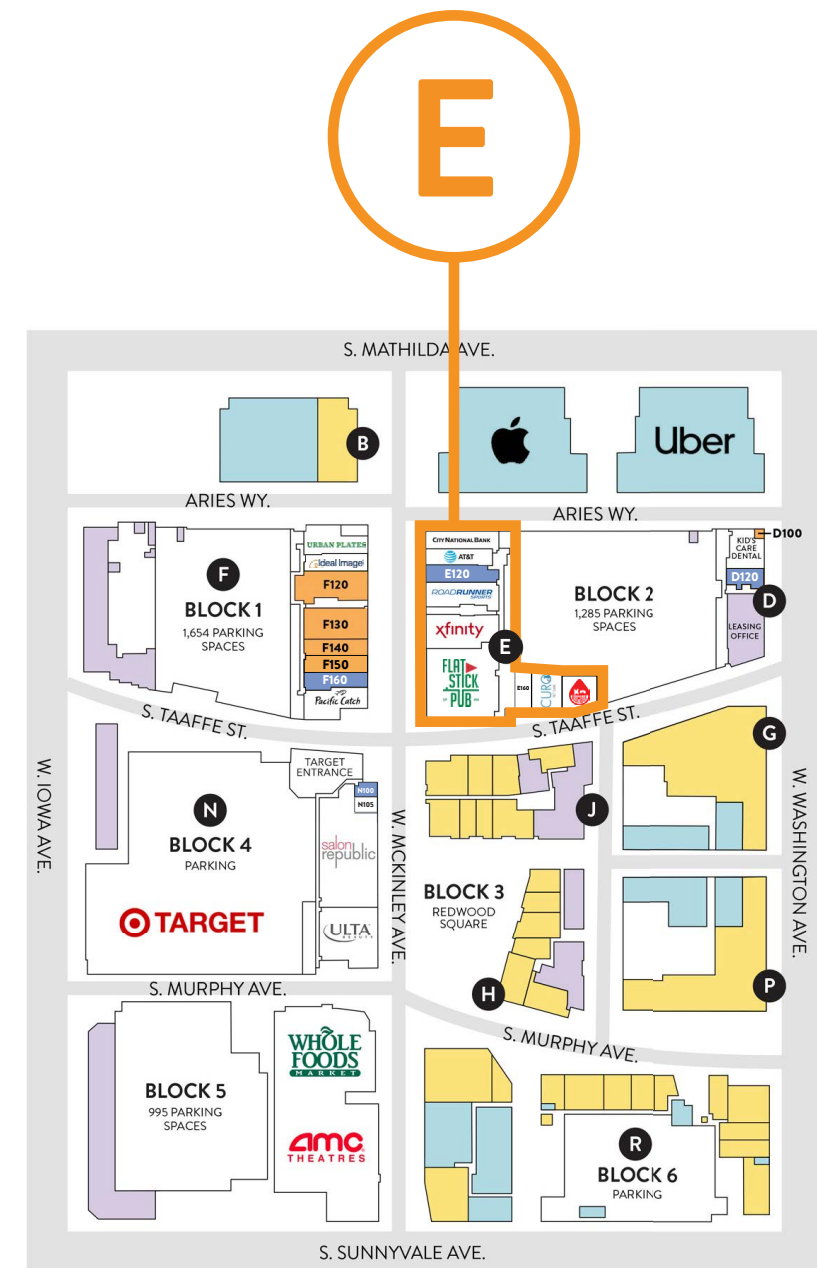 E
S. MATHILDA AVE.
B
Uber
ARIES WY.
ARIES WY.
URBAN PLATES
Ideal Image
F120
F130
F140
F150
F160
Pacific Catch
F
BLOCK 1
1,654 PARKING
SPACES
CITY NATIONAL BANK
AT&T
E120
ROADRUNNER
SPORTS
xfinity
FLAT
STICK
PUB
E
E160
CURO
BLOCK 2
1,285 PARKING
SPACES
D100
KID'S
CARE
DENTAL
D120
D
LEASING
OFFICE
S. TAAFFE ST.
S. TAAFFE ST.
W. IOWA AVE.
W. MCKINLEY AVE.
W. WASHINGTON AVE.
TARGET
ENTRANCE
N100
N105
N
BLOCK 4
PARKING
salon
republic
TARGET
ULTA
BEAUTY
G
J
BLOCK 3
REDWOOD
SQUARE
H
P
S. MURPHY AVE.
S. MURPHY AVE.
BLOCK 5
995 PARKING
SPACES
WHOLE
FOODS
MARKET
amc
THEATRES
R
BLOCK 6
PARKING
S. SUNNYVALE AVE.